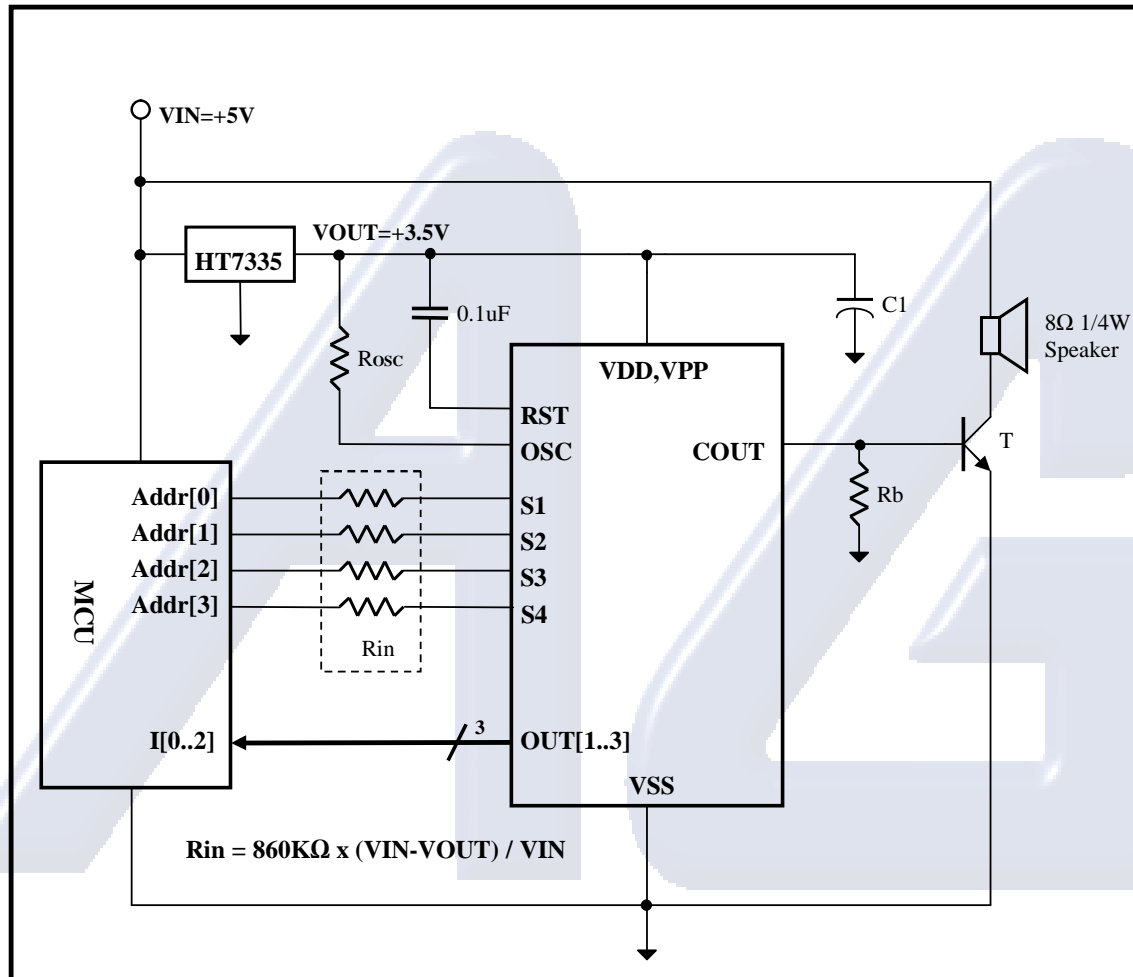 VIN=+5V
VOUT=+3.5V
HT7335
0.1uF
C1
8Ω 1/4W
Speaker
Rosc
VDD,VPP
RST
OSC
COUT
T
Rb
Addr[0]
Addr[1]
Addr[2]
Addr[3]
S1
S2
S3
S4
MCU
Rin
3
I[0..2]
OUT[1..3]
VSS
Rin = 860KΩ x (VIN-VOUT) / VIN